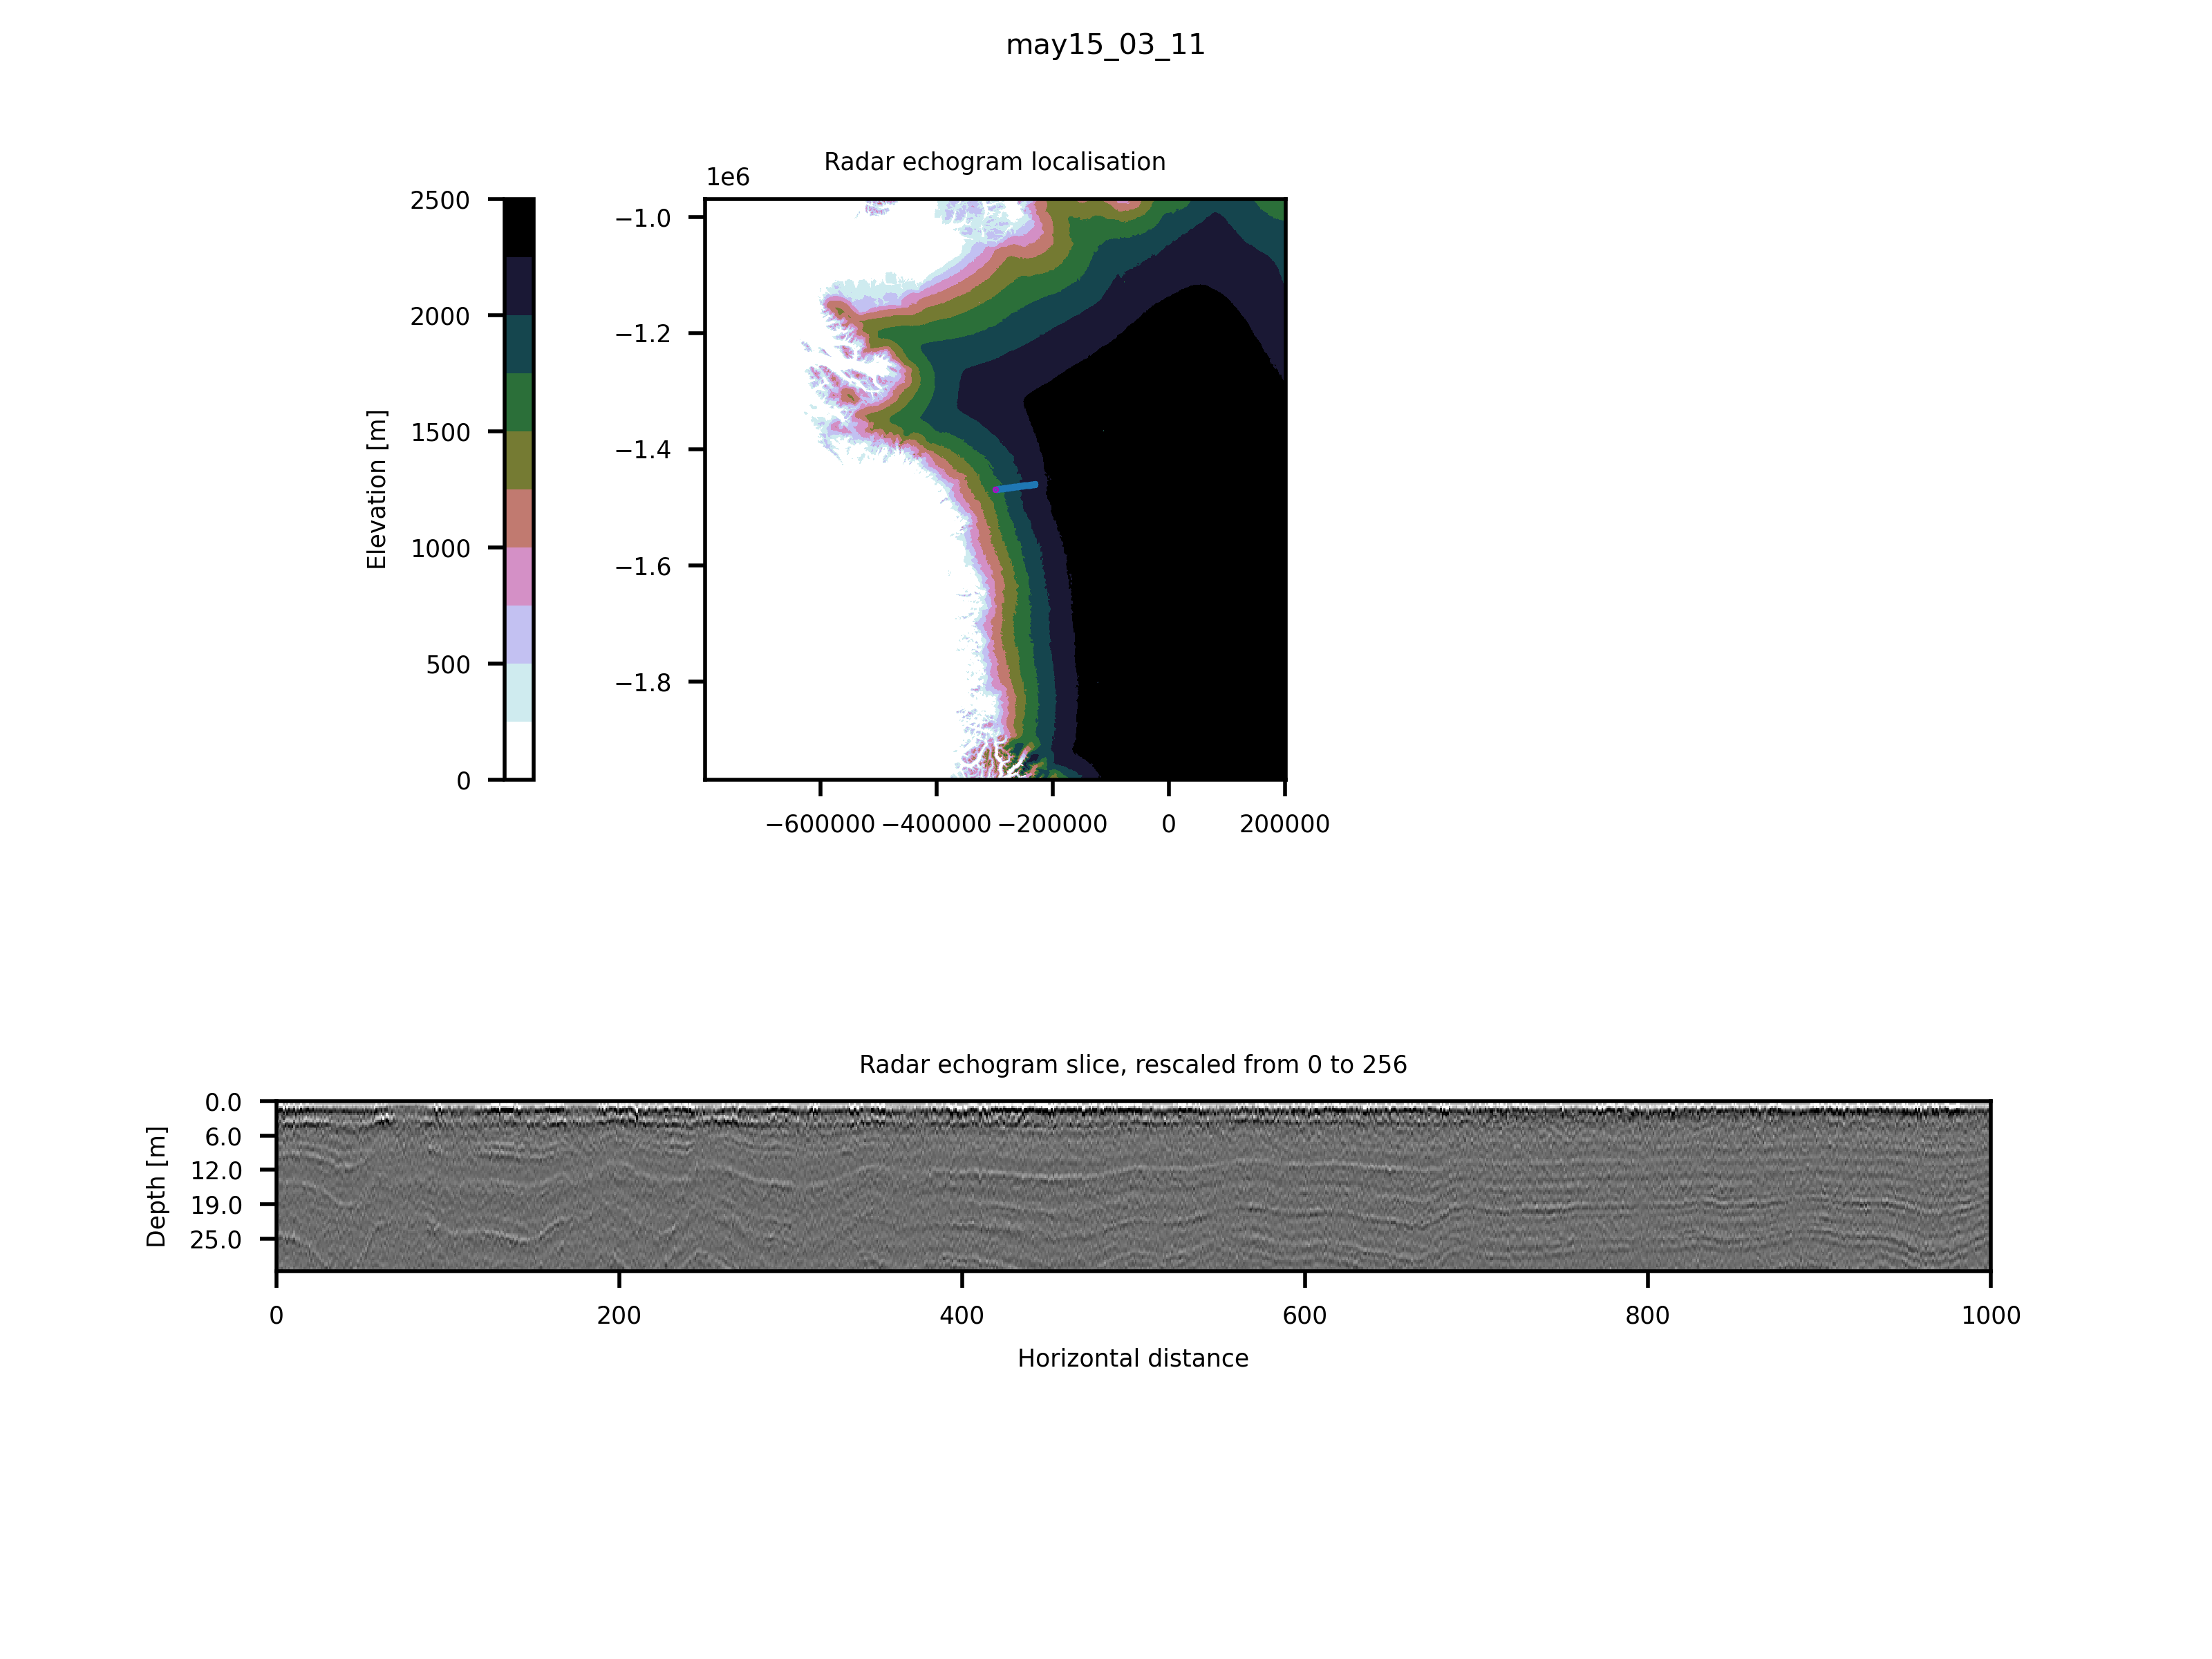 may15_03_11
Radar echogram localisation
1e6
2500
2000
1500
1000
500
0
Elevation [m]
−1.0
−1.2
−1.4
−1.6
−1.8
−600000 −400000 −200000 0 200000
Radar echogram slice, rescaled from 0 to 256
0.0
6.0
12.0
19.0
25.0
Depth [m]
0 200 400 600 800 1000
Horizontal distance